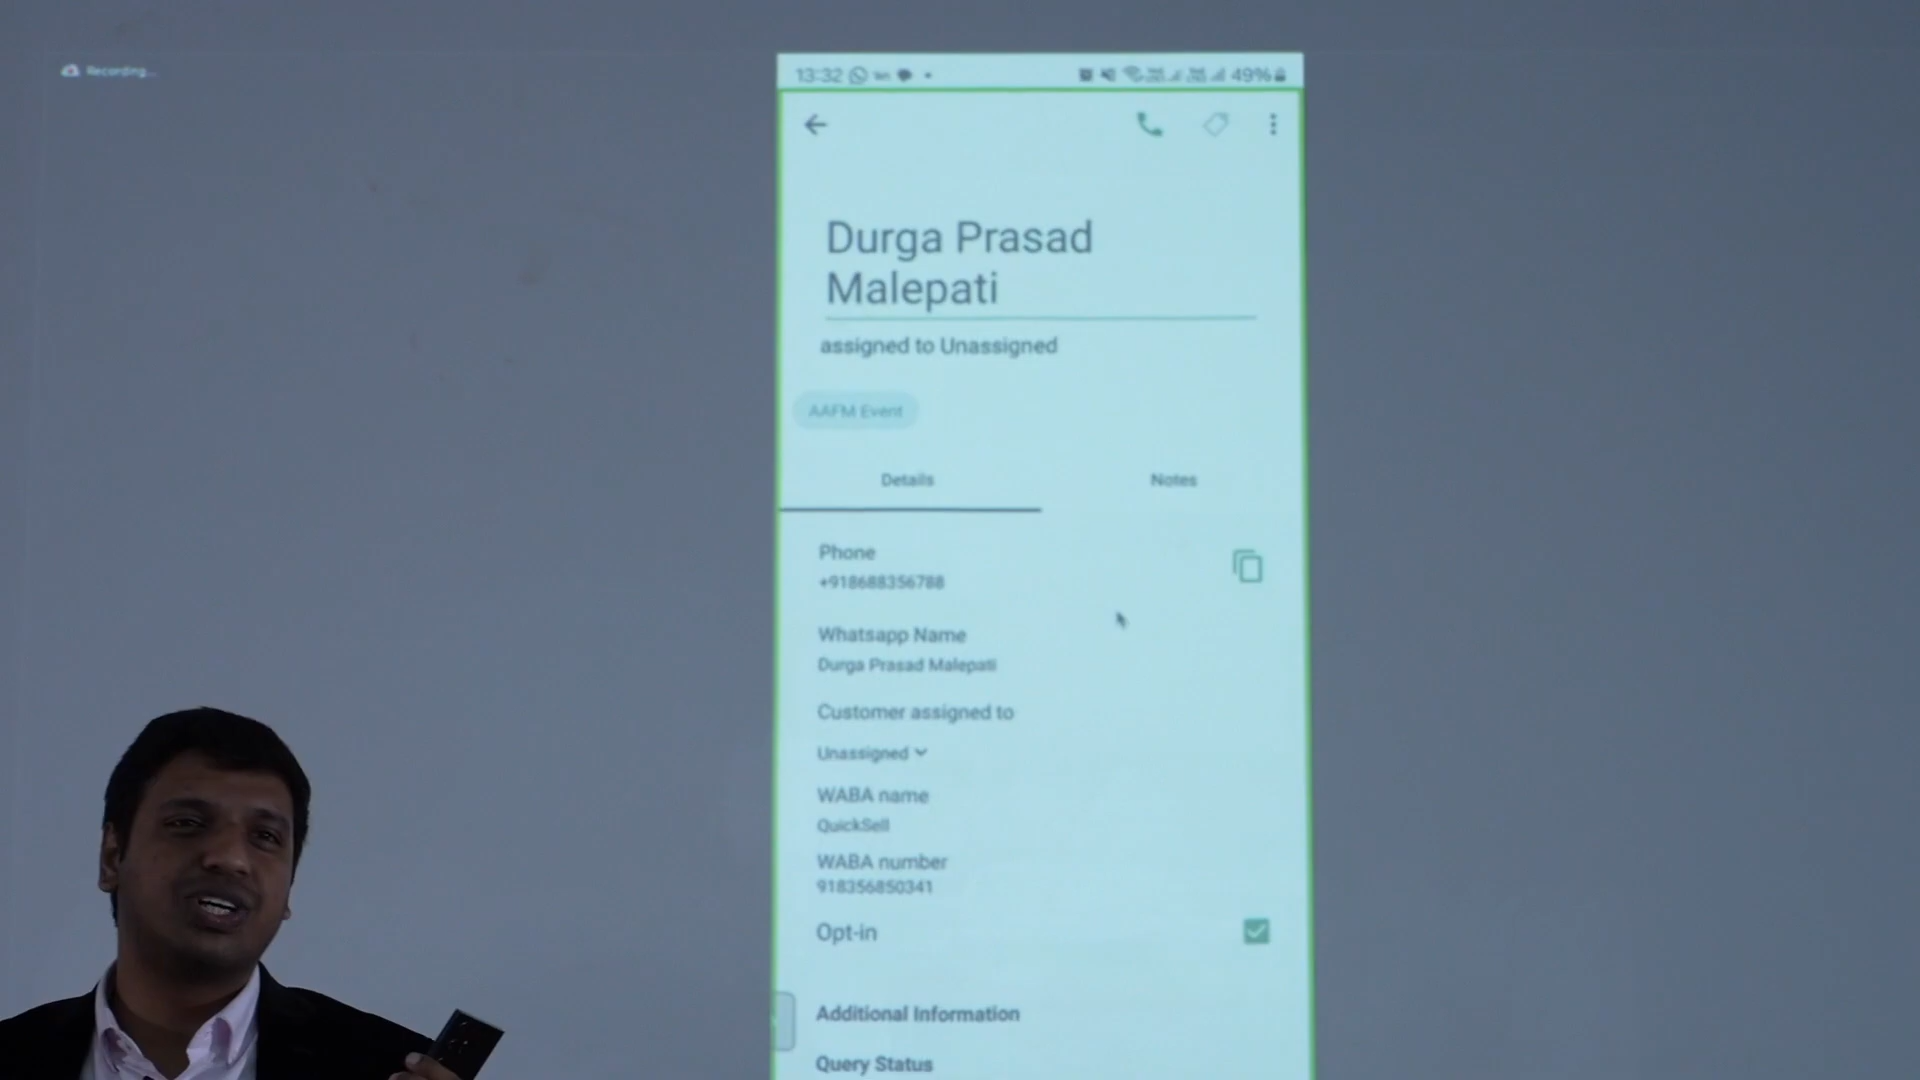 Recording...
13:32
49%
Durga Prasad
Malepati
assigned to Unassigned
AAFM Event
Details
Notes
Phone
+918688356788
Whatsapp Name
Durga Prasad Malepati
Customer assigned to
Unassigned
WABA name
QuickSell
WABA number
918356850341
Opt-in
Additional Information
Query Status